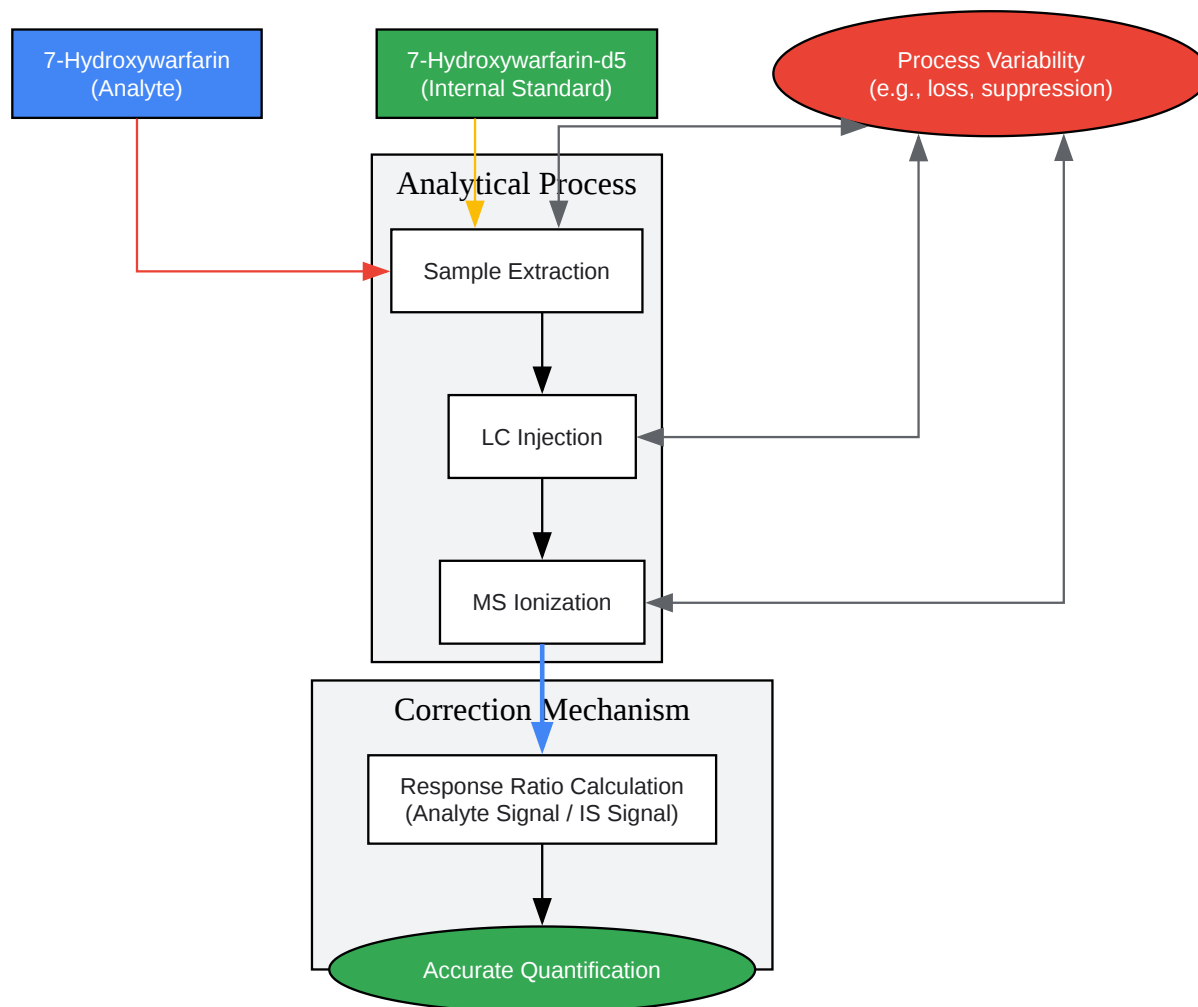 7-Hydroxywarfarin
(Analyte)
7-Hydroxywarfarin-d5
(Internal Standard)
Process Variability
(e.g., loss, suppression)
Analytical Process
Sample Extraction
LC Injection
MS Ionization
Correction Mechanism
Response Ratio Calculation
(Analyte Signal / IS Signal)
Accurate Quantification